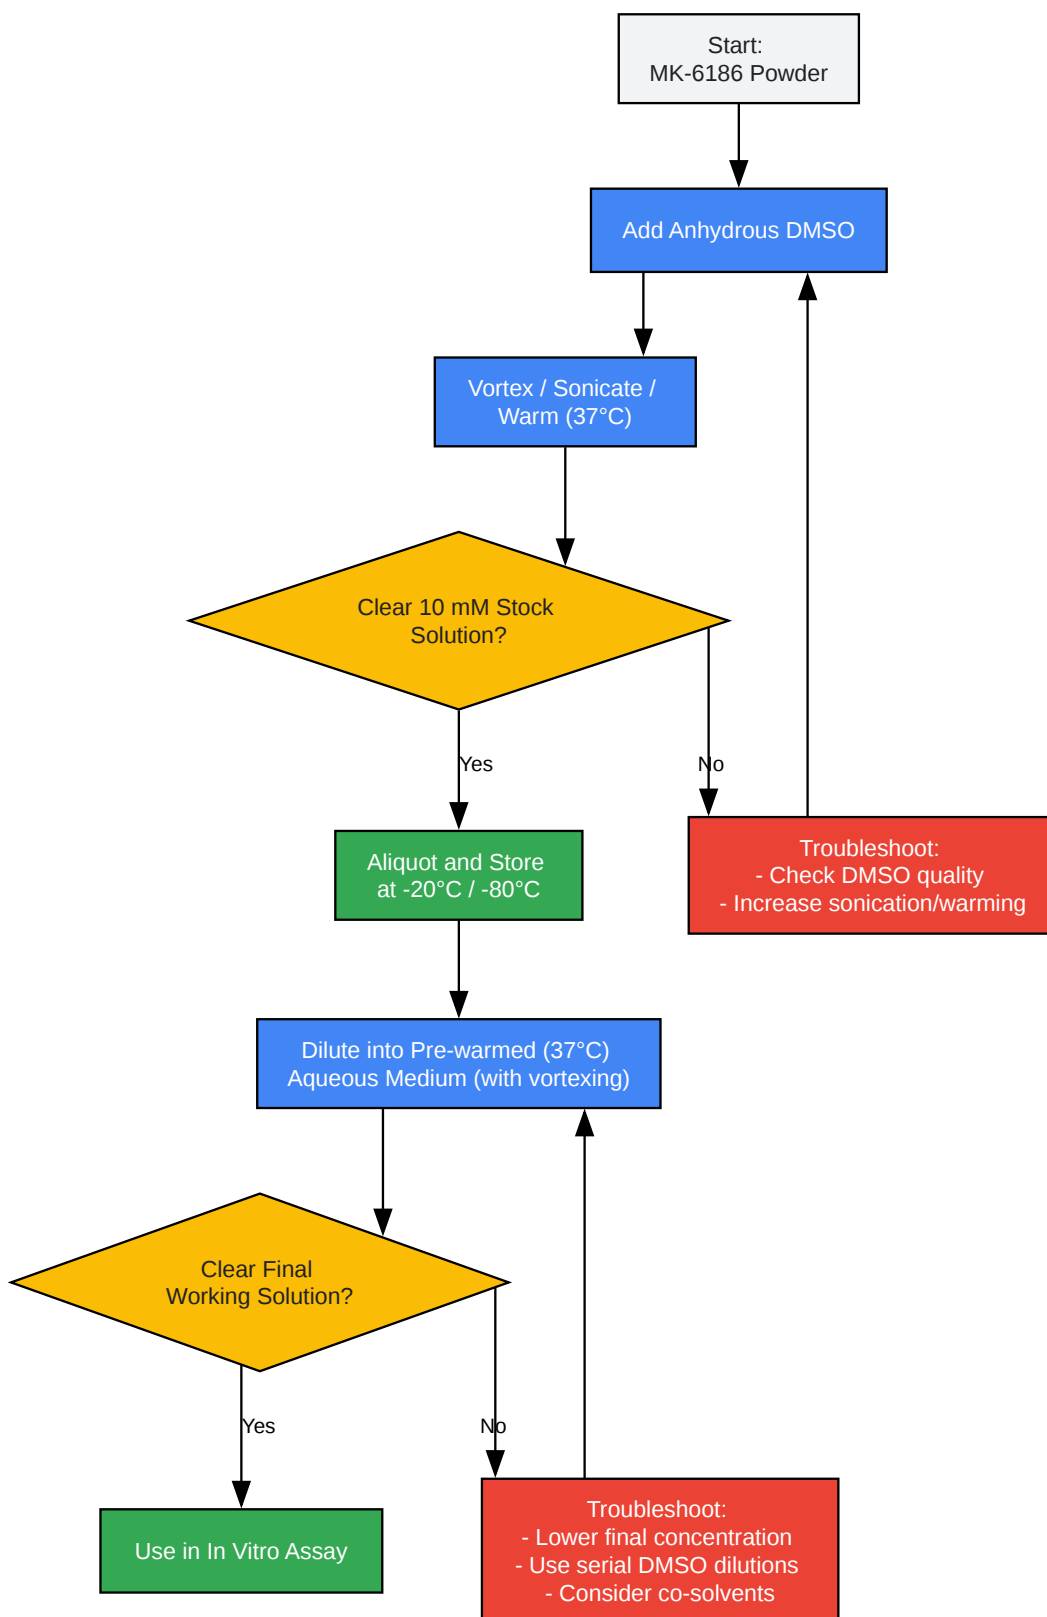 Start:
MK-6186 Powder
Add Anhydrous DMSO
Vortex / Sonicate /
Warm (37°C)
Clear 10 mM Stock
Solution?
Yes
No
Aliquot and Store
at -20°C / -80°C
Troubleshoot:
- Check DMSO quality
- Increase sonication/warming
Dilute into Pre-warmed (37°C)
Aqueous Medium (with vortexing)
Clear Final
Working Solution?
Yes
No
Use in In Vitro Assay
Troubleshoot:
- Lower final concentration
- Use serial DMSO dilutions
- Consider co-solvents